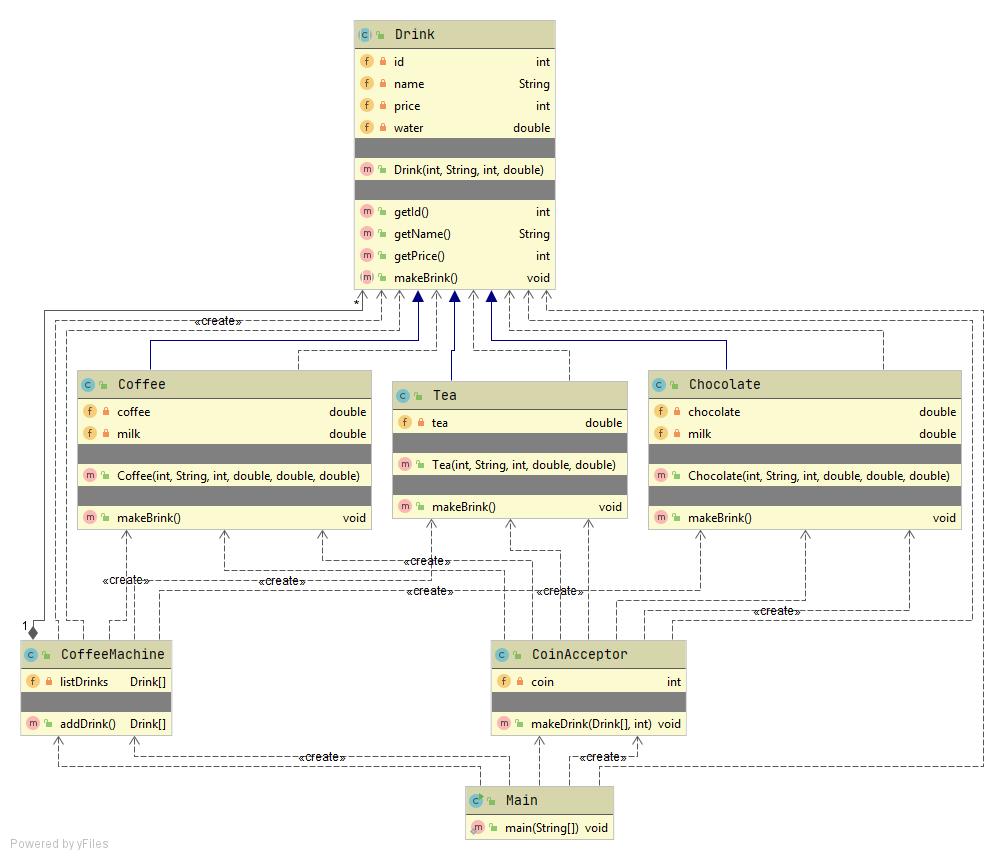 Drink
id int
name String
price int
water double
Drink(int, String, int, double)
getId() int
getName() String
getPrice() int
makeBrink() void
*
«create»
Coffee
coffee double
milk double
Coffee(int, String, int, double, double, double)
makeBrink() void
Tea
tea double
Tea(int, String, int, double, double)
makeBrink() void
Chocolate
chocolate double
milk double
Chocolate(int, String, int, double, double, double)
makeBrink() void
«create»
«create»
«create»
«create»
«create»
«create»
1
CoffeeMachine
listDrinks Drink[]
addDrink() Drink[]
CoinAcceptor
coin int
makeDrink(Drink[], int) void
«create»
«create»
Main
main(String[]) void
Powered by yFiles